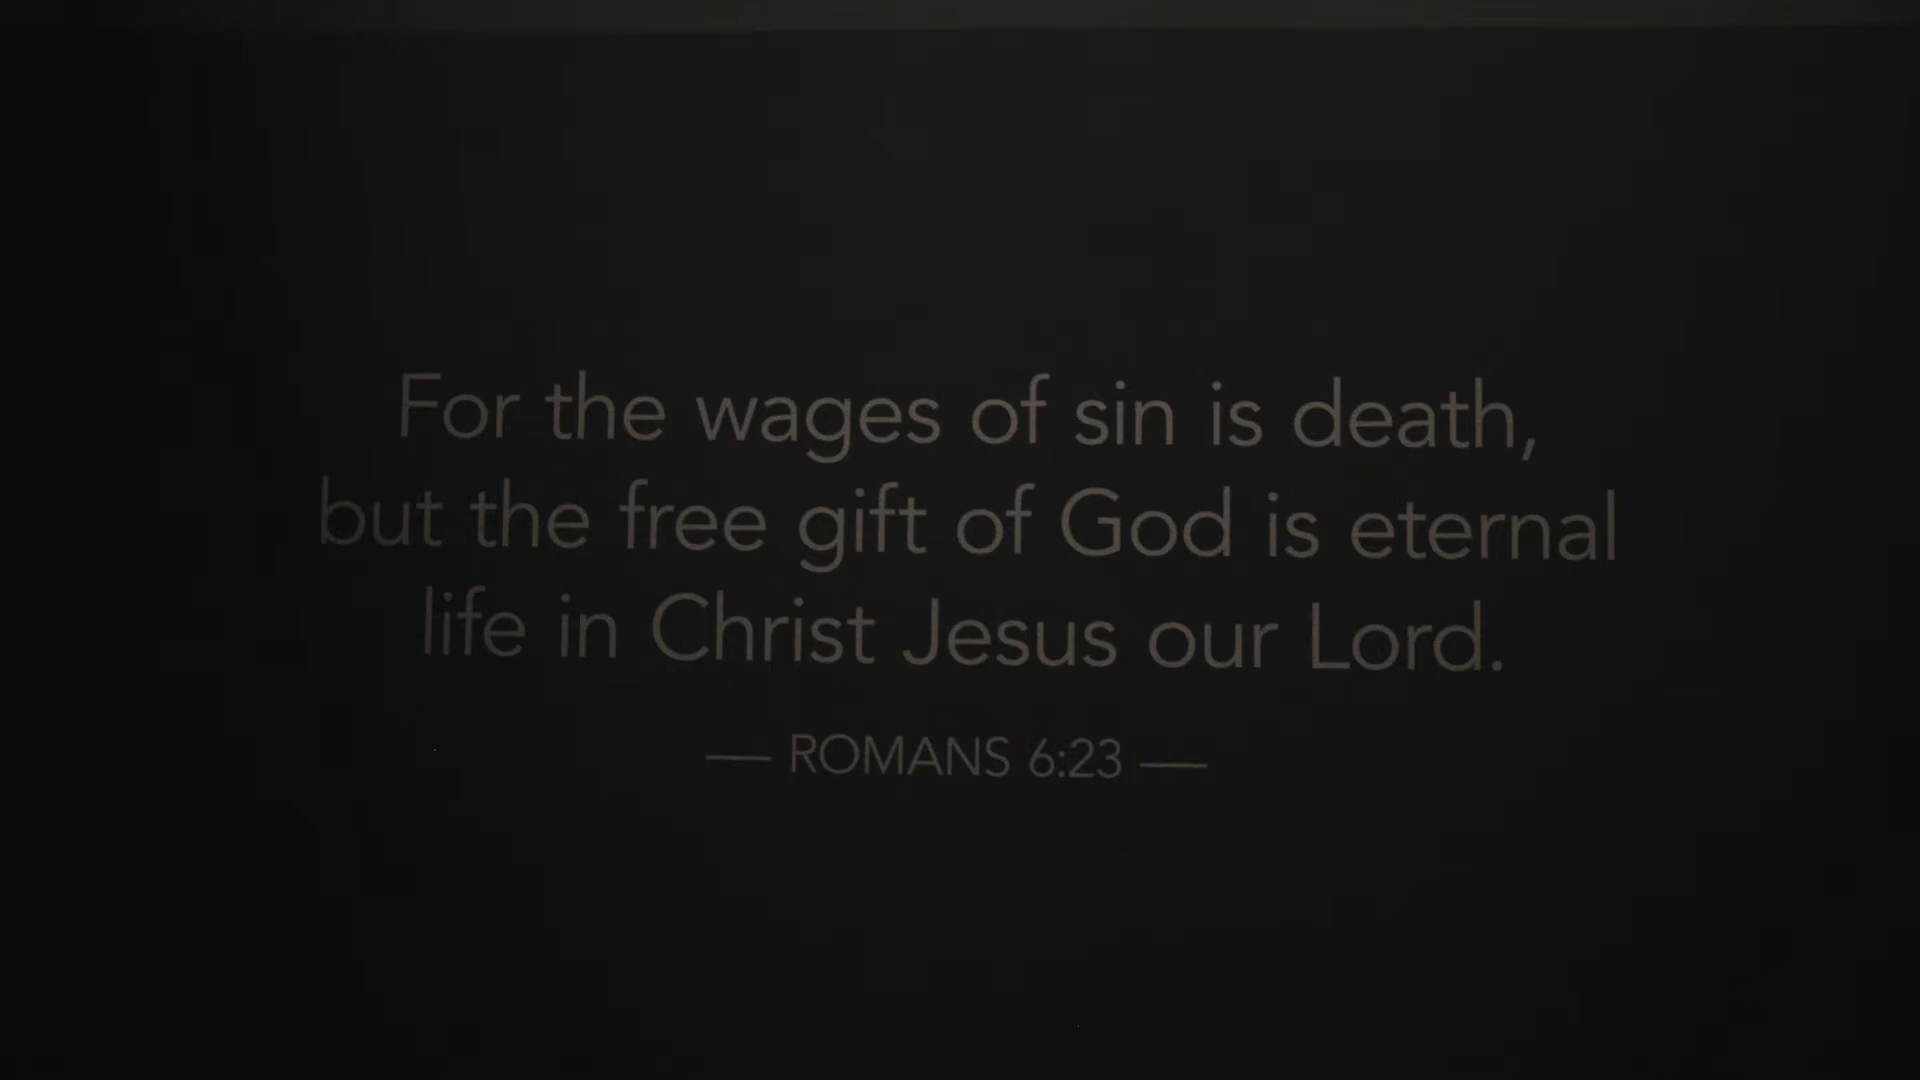 For the wages of sin is death,
but the free gift of God is eternal
life in Christ Jesus our Lord.
— ROMANS 6:23 —